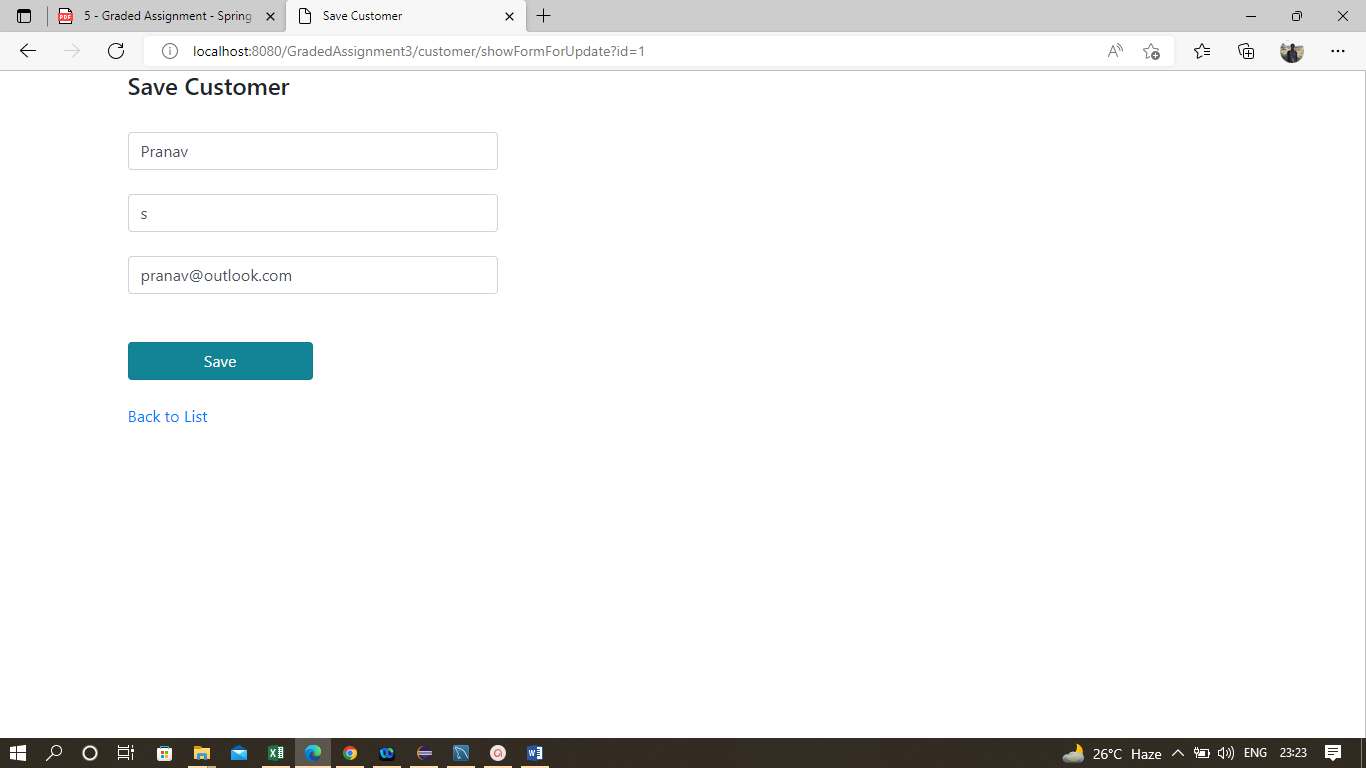 5 - Graded Assignment - Spring
Save Customer
localhost:8080/GradedAssignment3/customer/showFormForUpdate?id=1
Save Customer
Pranav
s
pranav@outlook.com
Save
Back to List
26°C Haze
ENG
23:23